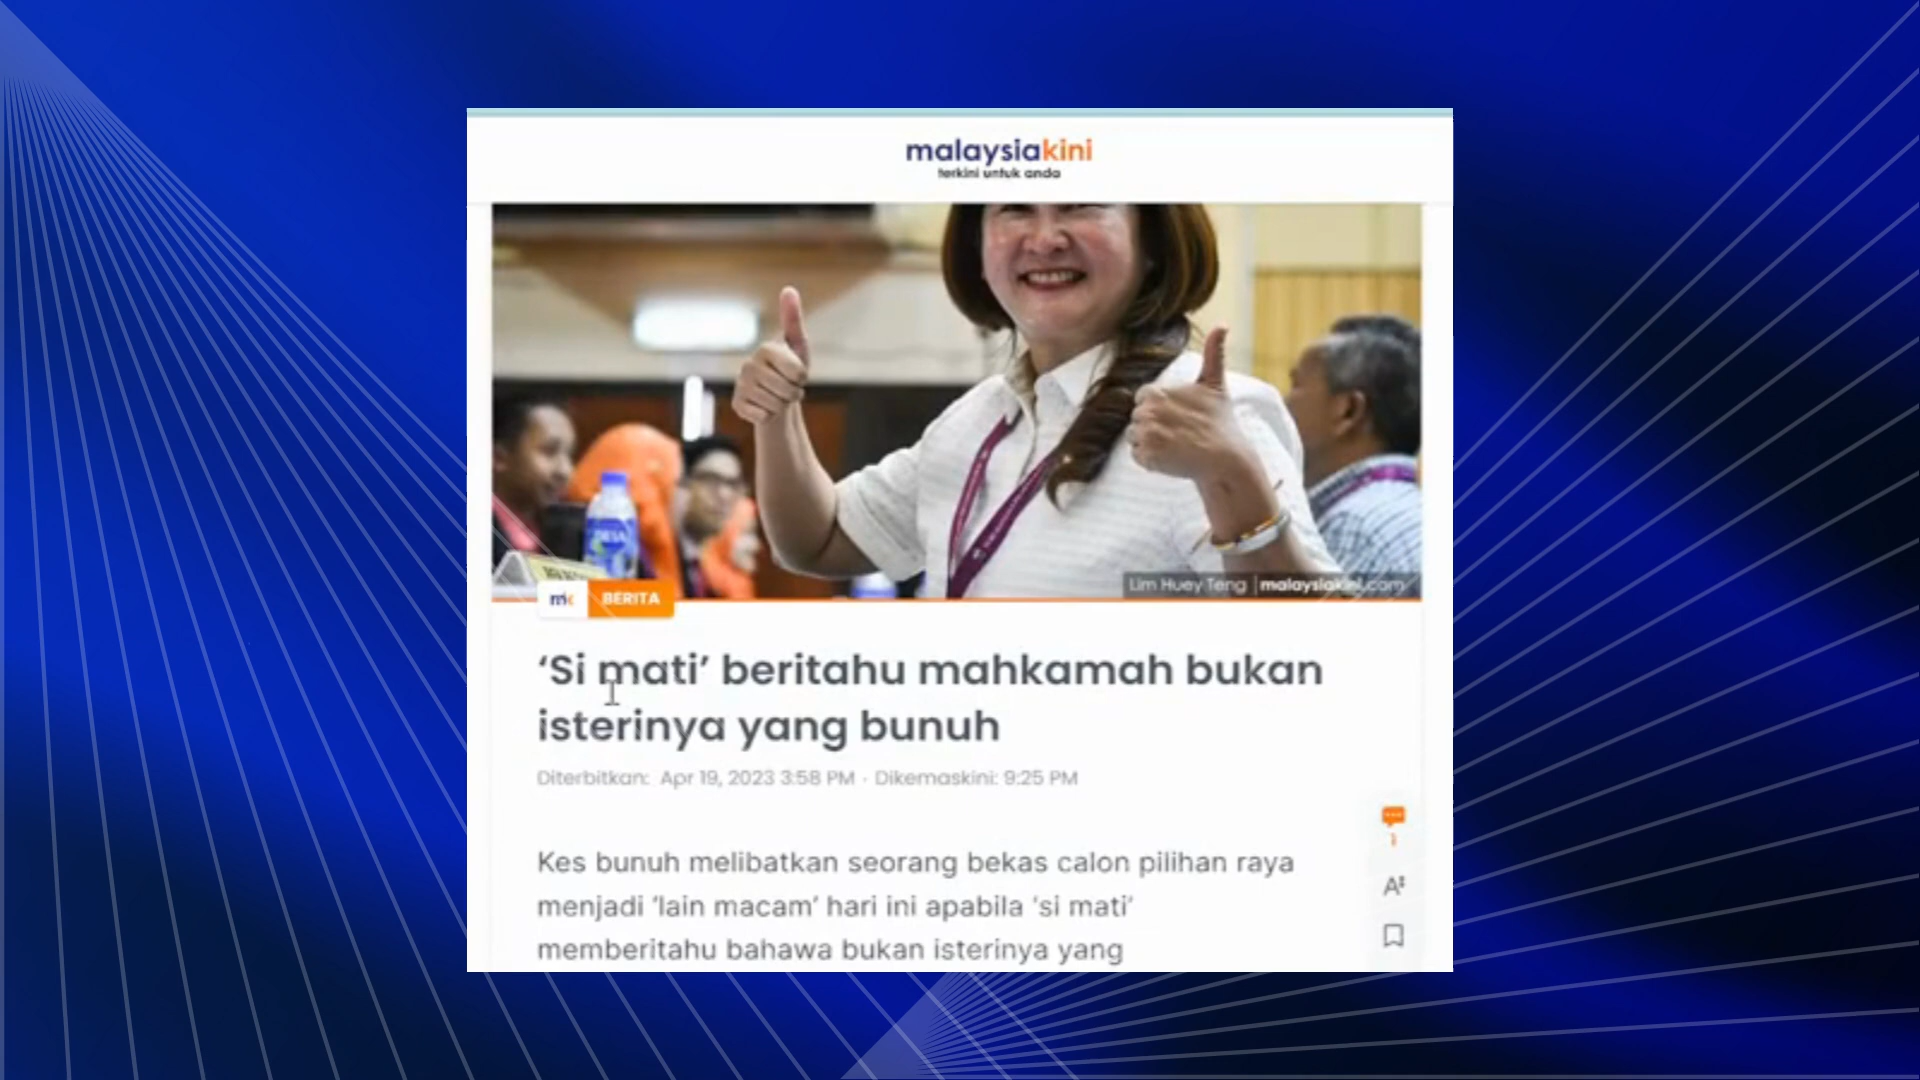 malaysiakini
terkini untuk anda
Lim Huey Teng | malaysiakini.com
mk BERITA
‘Si mati’ beritahu mahkamah bukan
isterinya yang bunuh
Diterbitkan: Apr 19, 2023 3:58 PM · Dikemaskini: 9:25 PM
1
Kes bunuh melibatkan seorang bekas calon pilihan raya
menjadi ‘lain macam’ hari ini apabila ‘si mati’
memberitahu bahawa bukan isterinya yang